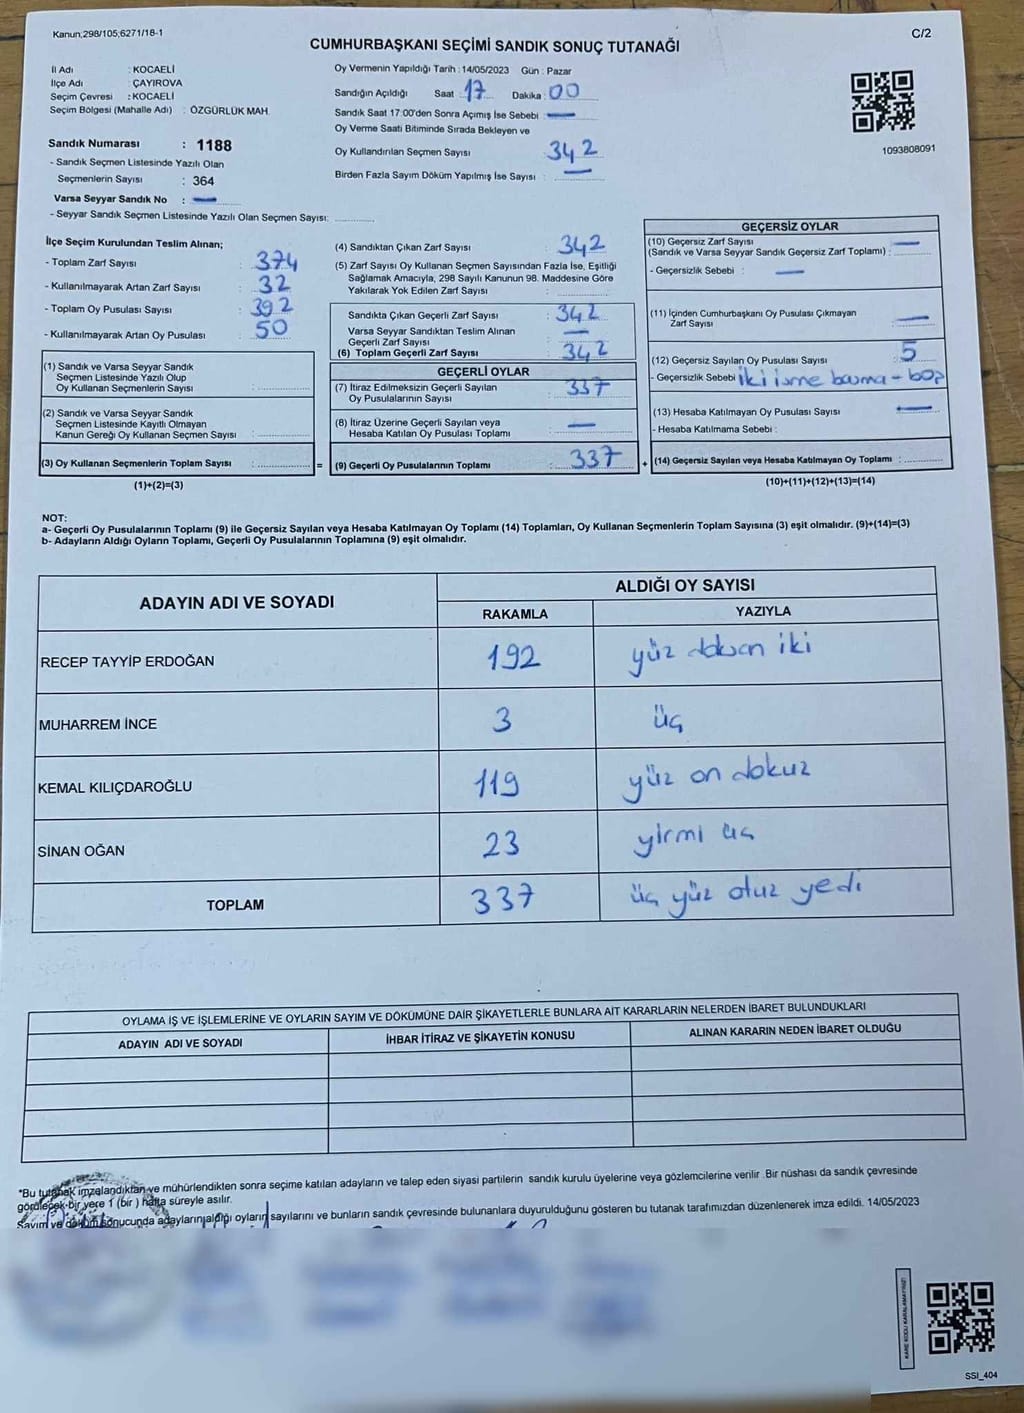 Kanun;298/105;6271/18-1
C/2
CUMHURBAŞKANI SEÇİMİ SANDIK SONUÇ TUTANAĞI
İl Adı : KOCAELİ
İlçe Adı : ÇAYIROVA
Seçim Çevresi : KOCAELİ
Seçim Bölgesi (Mahalle Adı) : ÖZGÜRLÜK MAH.
Sandık Numarası : 1188
- Sandık Seçmen Listesinde Yazılı Olan
Seçmenlerin Sayısı : 364
Varsa Seyyar Sandık No : —
- Seyyar Sandık Seçmen Listesinde Yazılı Olan Seçmen Sayısı:
Oy Vermenin Yapıldığı Tarih : 14/05/2023 Gün : Pazar
Sandığın Açıldığı Saat : 17 Dakika : 00
Sandık Saat 17:00'den Sonra Açımış İse Sebebi : —
Oy Verme Saati Bitiminde Sırada Bekleyen ve
Oy Kullandırılan Seçmen Sayısı 342
Birden Fazla Sayım Döküm Yapılmış İse Sayısı : —
1093808091
İlçe Seçim Kurulundan Teslim Alınan;
- Toplam Zarf Sayısı : 374
- Kullanılmayarak Artan Zarf Sayısı : 32
- Toplam Oy Pusulası Sayısı : 392
- Kullanılmayarak Artan Oy Pusulası : 50
(1) Sandık ve Varsa Seyyar Sandık
Seçmen Listesinde Yazılı Olup
Oy Kullanan Seçmenlerin Sayısı :
(2) Sandık ve Varsa Seyyar Sandık
Seçmen Listesinde Kayıtlı Olmayan
Kanun Gereği Oy Kullanan Seçmen Sayısı :
(3) Oy Kullanan Seçmenlerin Toplam Sayısı :
(1)+(2)=(3)
(4) Sandıktan Çıkan Zarf Sayısı : 342
(5) Zarf Sayısı Oy Kullanan Seçmen Sayısından Fazla İse, Eşitliği
Sağlamak Amacıyla, 298 Sayılı Kanunun 98. Maddesine Göre
Yakılarak Yok Edilen Zarf Sayısı :
Sandıkta Çıkan Geçerli Zarf Sayısı : 342
Varsa Seyyar Sandıktan Teslim Alınan
Geçerli Zarf Sayısı : —
(6) Toplam Geçerli Zarf Sayısı : 342
GEÇERLİ OYLAR
(7) İtiraz Edilmeksizin Geçerli Sayılan
Oy Pusulalarının Sayısı : 337
(8) İtiraz Üzerine Geçerli Sayılan veya
Hesaba Katılan Oy Pusulası Toplamı : —
= (9) Geçerli Oy Pusulalarının Toplamı : 337
GEÇERSİZ OYLAR
(10) Geçersiz Zarf Sayısı —
(Sandık ve Varsa Seyyar Sandık Geçersiz Zarf Toplamı) :
- Geçersizlik Sebebi : —
(11) İçinden Cumhurbaşkanı Oy Pusulası Çıkmayan
Zarf Sayısı : —
(12) Geçersiz Sayılan Oy Pusulası Sayısı : 5
- Geçersizlik Sebebi : iki isme basma -
(13) Hesaba Katılmayan Oy Pusulası Sayısı : —
- Hesaba Katılmama Sebebi :
+ (14) Geçersiz Sayılan veya Hesaba Katılmayan Oy Toplamı :
(10)+(11)+(12)+(13)=(14)
NOT:
a- Geçerli Oy Pusulalarının Toplamı (9) ile Geçersiz Sayılan veya Hesaba Katılmayan Oy Toplamı (14) Toplamları, Oy Kullanan Seçmenlerin Toplam Sayısına (3) eşit olmalıdır. (9)+(14)=(3)
b- Adayların Aldığı Oyların Toplamı, Geçerli Oy Pusulalarının Toplamına (9) eşit olmalıdır.
ADAYIN ADI VE SOYADI
ALDIĞI OY SAYISI
RAKAMLA YAZIYLA
RECEP TAYYİP ERDOĞAN 192 yüz doksan iki
MUHARREM İNCE 3 üç
KEMAL KILIÇDAROĞLU 119 yüz on dokuz
SİNAN OĞAN 23 yirmi üç
TOPLAM 337 üç yüz otuz yedi
OYLAMA İŞ VE İŞLEMLERİNE VE OYLARIN SAYIM VE DÖKÜMÜNE DAİR ŞİKAYETLERLE BUNLARA AİT KARARLARIN NELERDEN İBARET BULUNDUKLARI
ADAYIN ADI VE SOYADI İHBAR İTİRAZ VE ŞİKAYETİN KONUSU ALINAN KARARIN NEDEN İBARET OLDUĞU
*Bu tutanak imzalandıktan ve mühürlendikten sonra seçime katılan adayların ve talep eden siyasi partilerin sandık kurulu üyelerine veya gözlemcilerine verilir. Bir nüshası da sandık çevresinde
görülecek bir yere 1 (bir) hafta süreyle asılır.
Sayım ve döküm sonucunda adayların aldığı oyların sayılarını ve bunların sandık çevresinde bulunanlara duyurulduğunu gösteren bu tutanak tarafımızdan düzenlenerek imza edildi. 14/05/2023
KARE KODU KARALAMAYINIZ!
SSI_404